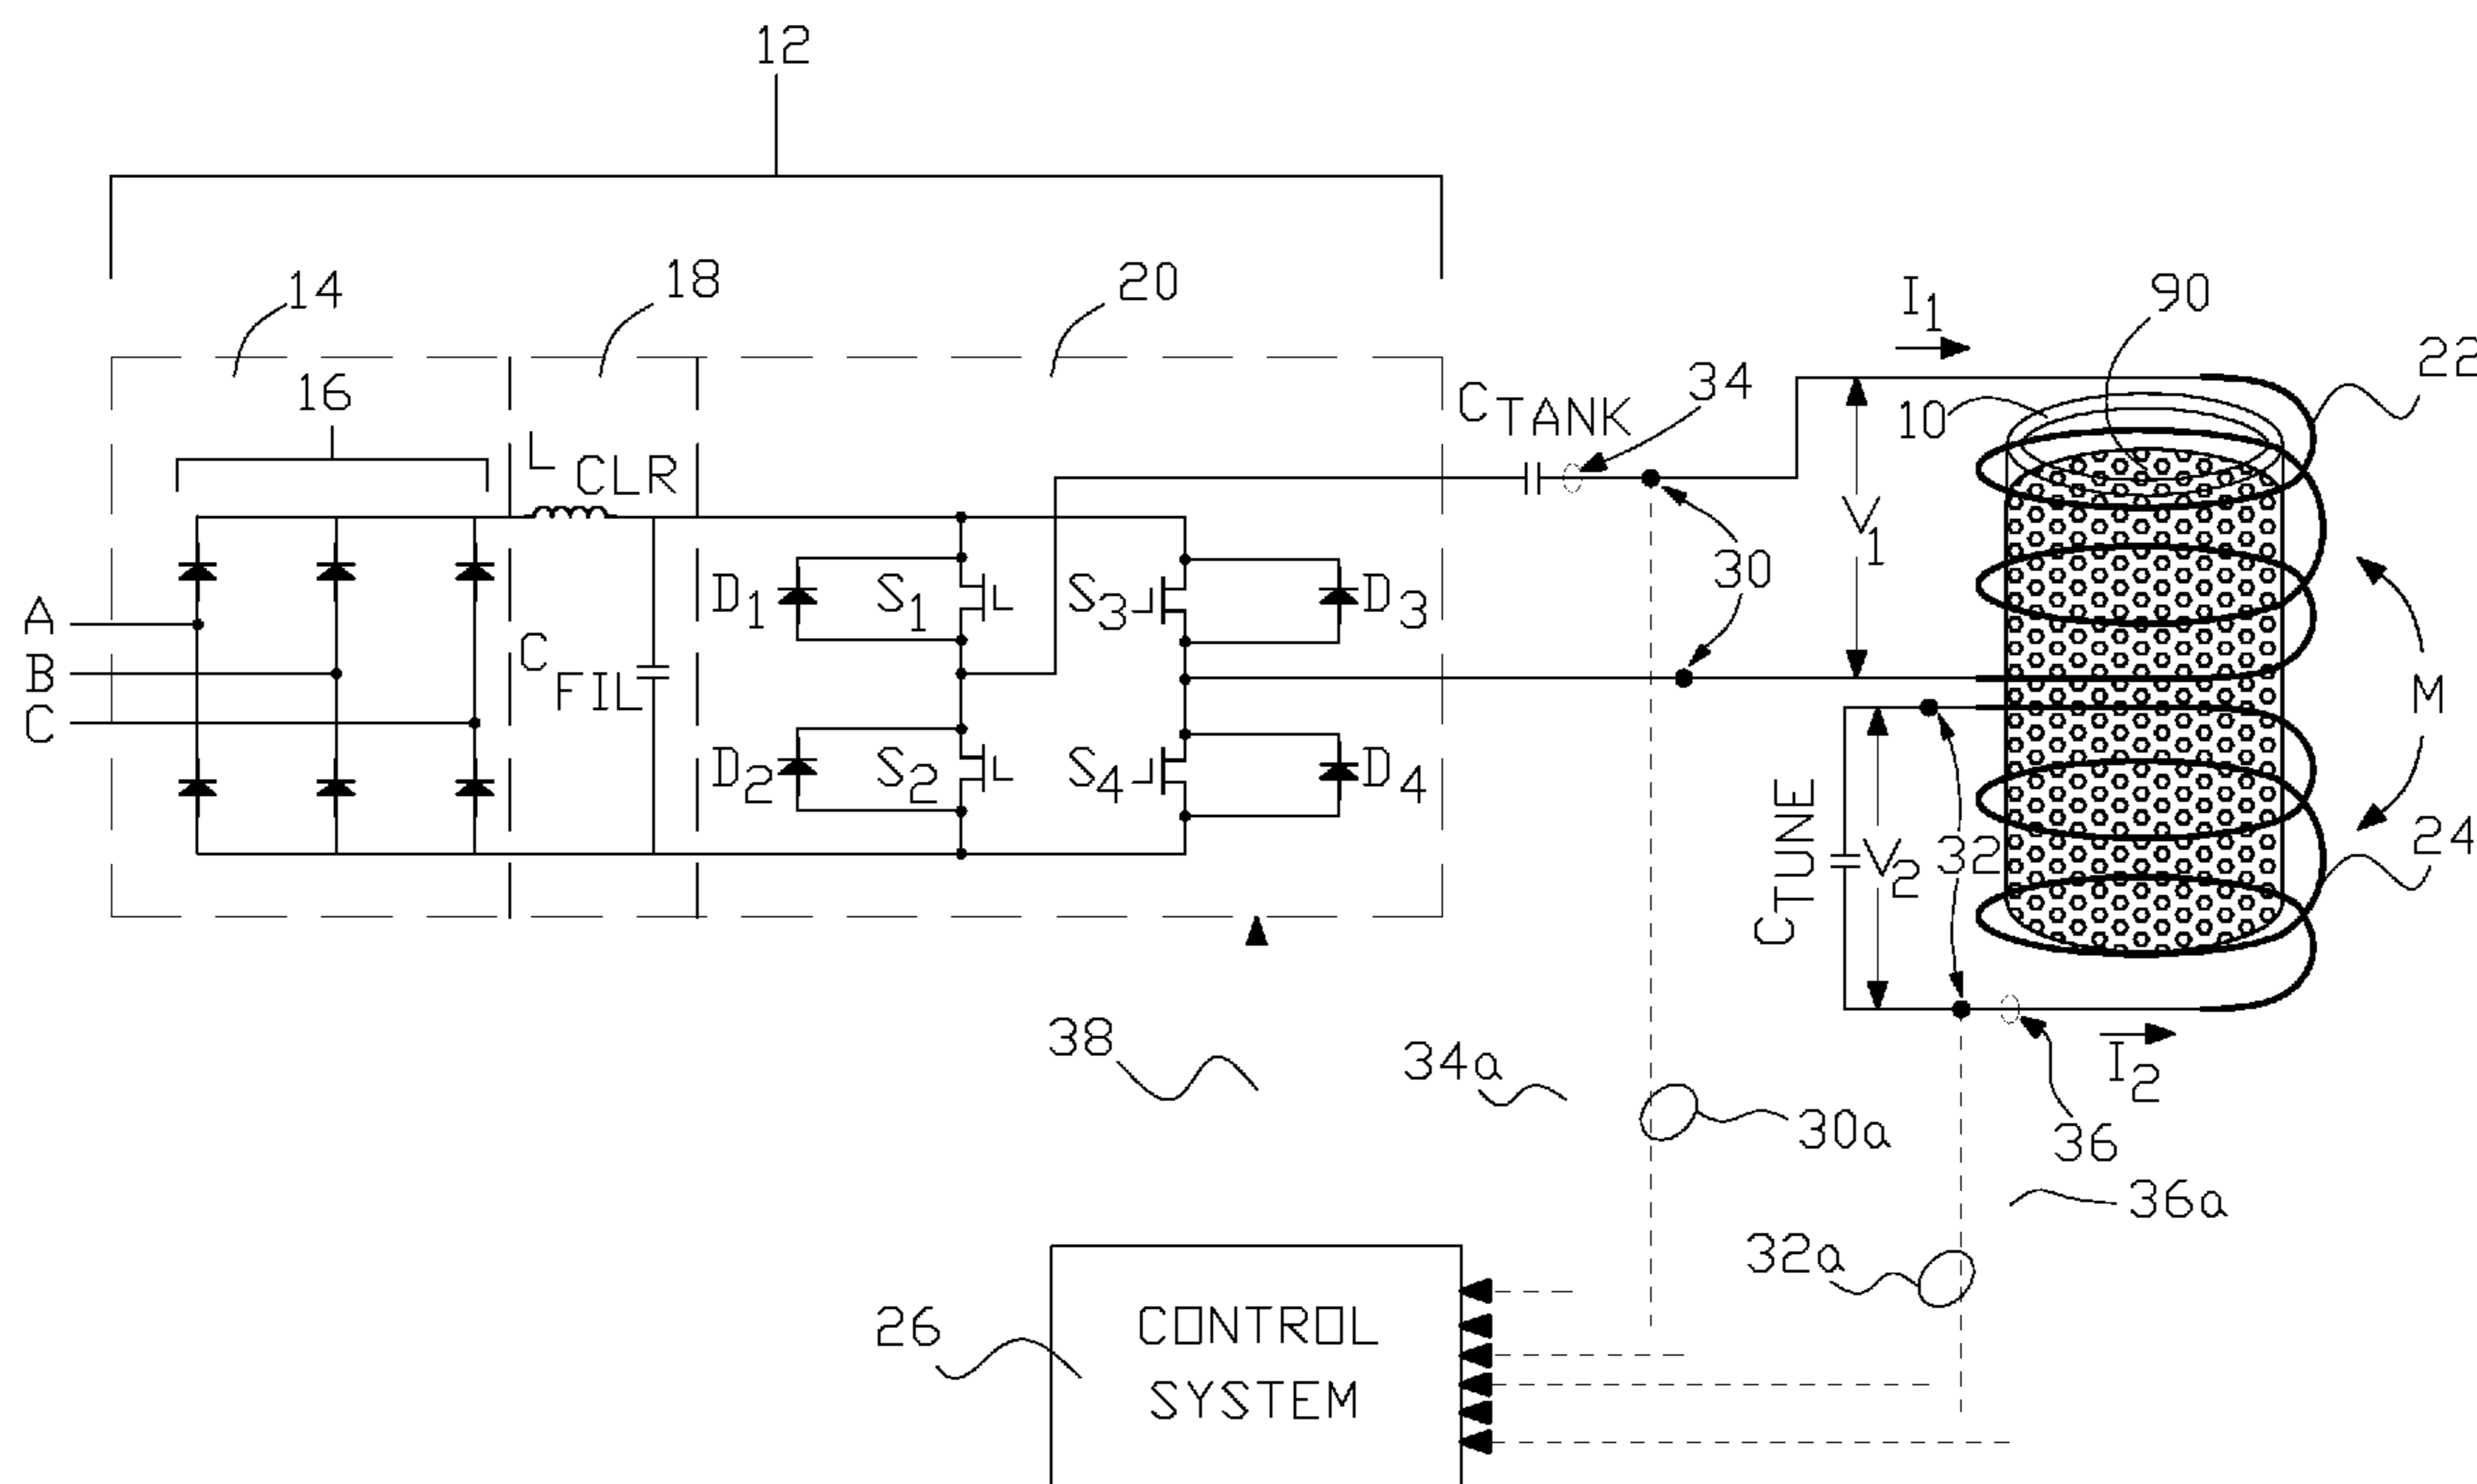 12
14
18
20
16
L CLR
C TANK
34
I1
90
22
10
V1
30
A
B
C
C FIL
D1
S1
S3
D3
D2
S2
S4
D4
M
C TUNE
V2
32
24
38
34a
30a
I2
36
36a
32a
26
CONTROL
SYSTEM